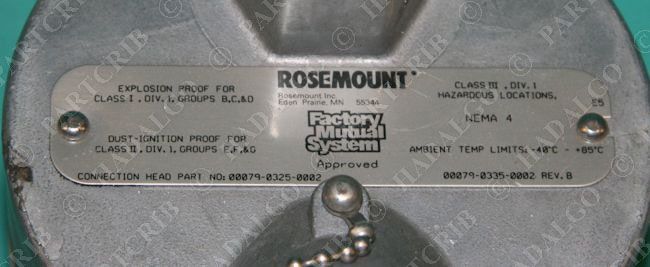 EXPLOSION PROOF FOR
CLASS I, DIV. 1, GROUPS B,C,&D
DUST-IGNITION PROOF FOR
CLASS II, DIV. 1, GROUPS E,F,&G
CONNECTION HEAD PART NO: 00079-0325-0002
ROSEMOUNT
Rosemount Inc.
Eden Prairie, MN 55344
Factory
Mutual
System
Approved
CLASS III, DIV. 1
HAZARDOUS LOCATIONS,
E5
NEMA 4
AMBIENT TEMP LIMITS: -40°C - +85°C
00079-0335-0002 REV. B
PARTCRIB © HADALGO